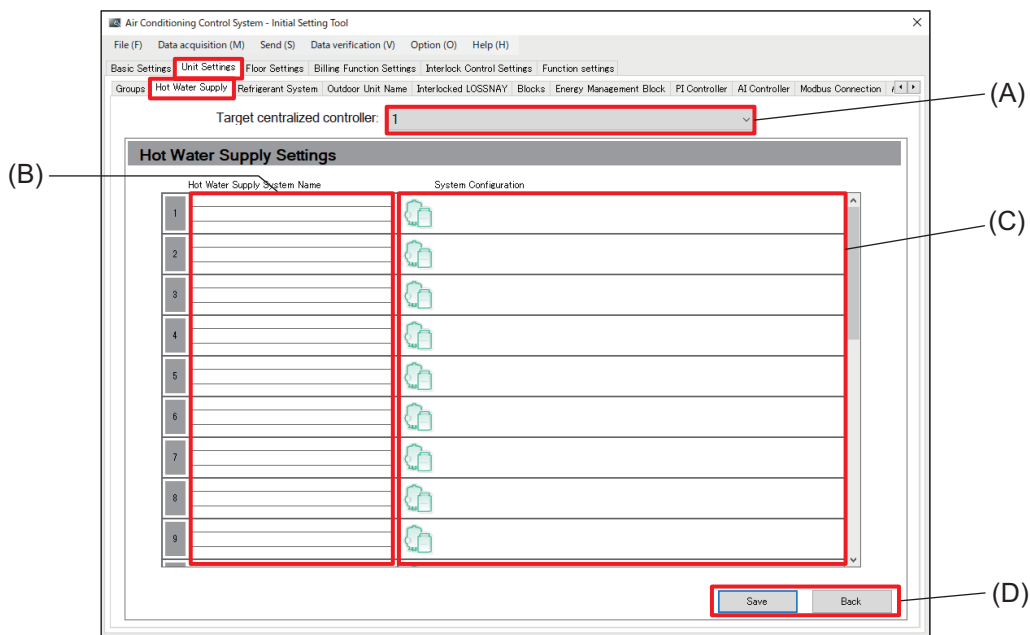 Air Conditioning Control System - Initial Setting Tool
File (F) Data acquisition (M) Send (S) Data verification (V) Option (O) Help (H)
Basic Settings Unit Settings Floor Settings Billing Function Settings Interlock Control Settings Function settings
Groups Hot Water Supply Refrigerant System Outdoor Unit Name Interlocked LOSSNAY Blocks Energy Management Block PI Controller AI Controller Modbus Connection
(A)
Target centralized controller: 1
Hot Water Supply Settings
(B)
Hot Water Supply System Name System Configuration
1
(C)
2
3
4
5
6
7
8
9
Save Back
(D)